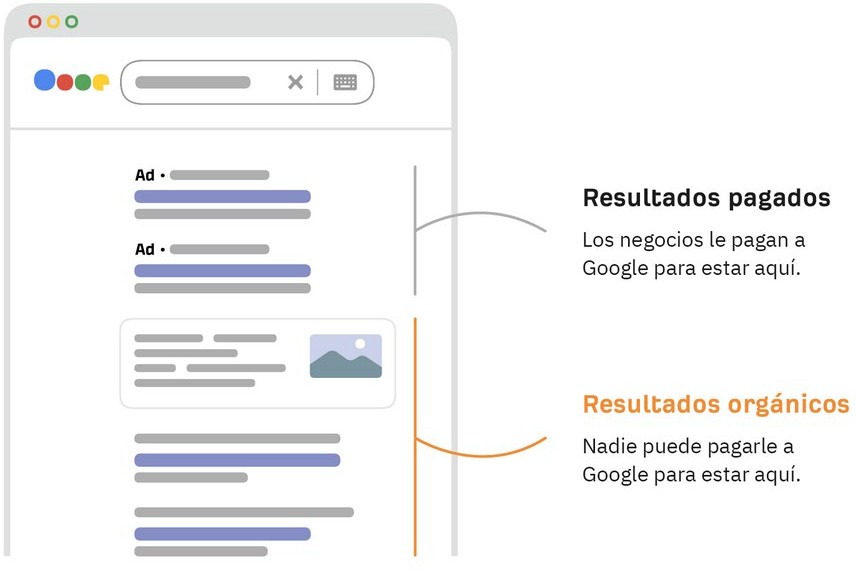 Ad •
Ad •
Resultados pagados
Los negocios le pagan a
Google para estar aquí.
Resultados orgánicos
Nadie puede pagarle a
Google para estar aquí.